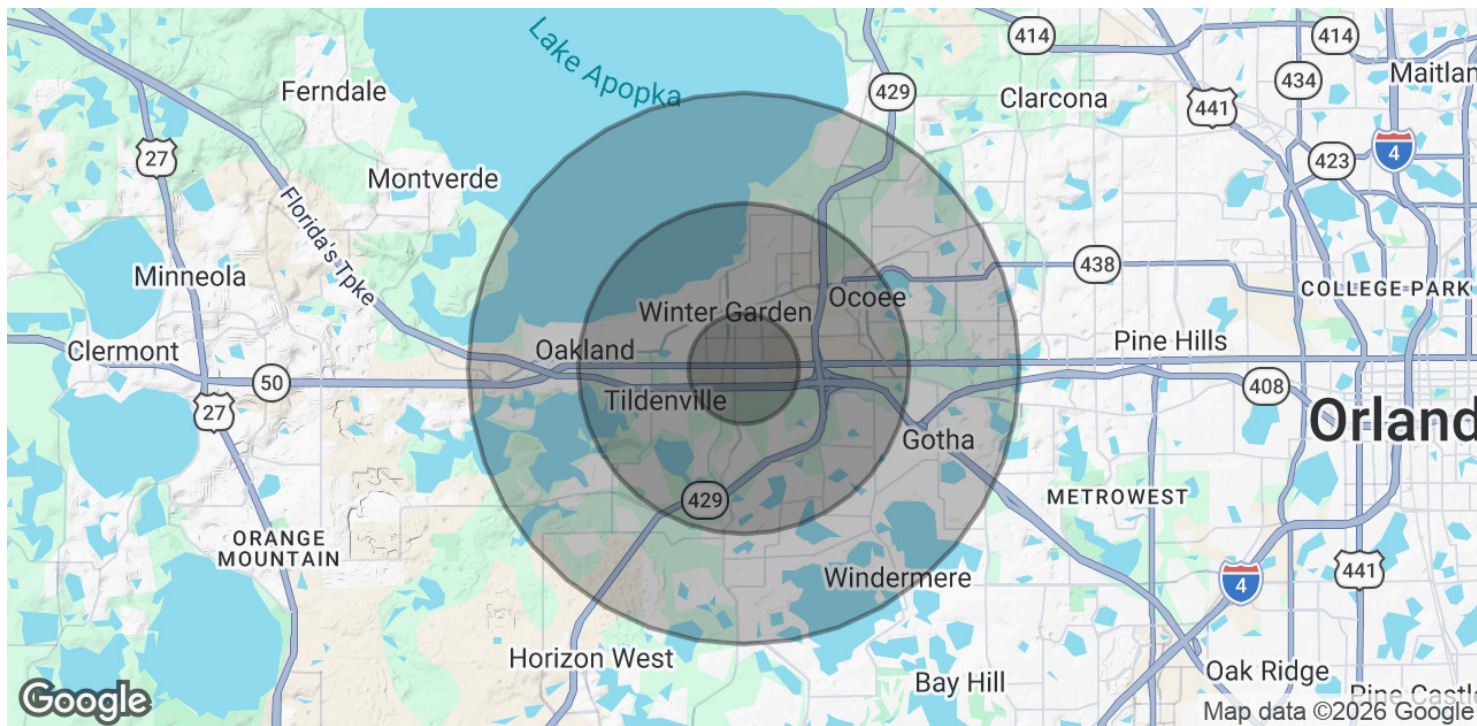 Lake Apopka
414
414
429
434
Maitlan
Ferndale
Clarcona
441
27
423
4
Montverde
Florida's Tpke
438
Minneola
COLLEGE PARK
Ocoee
Winter Garden
Pine Hills
Clermont
Oakland
50
408
27
Tildenville
Orland
Gotha
429
METROWEST
ORANGE
MOUNTAIN
441
Windermere
4
Horizon West
Oak Ridge
Bay Hill
Pine Castl
Google
Map data ©2026 Google